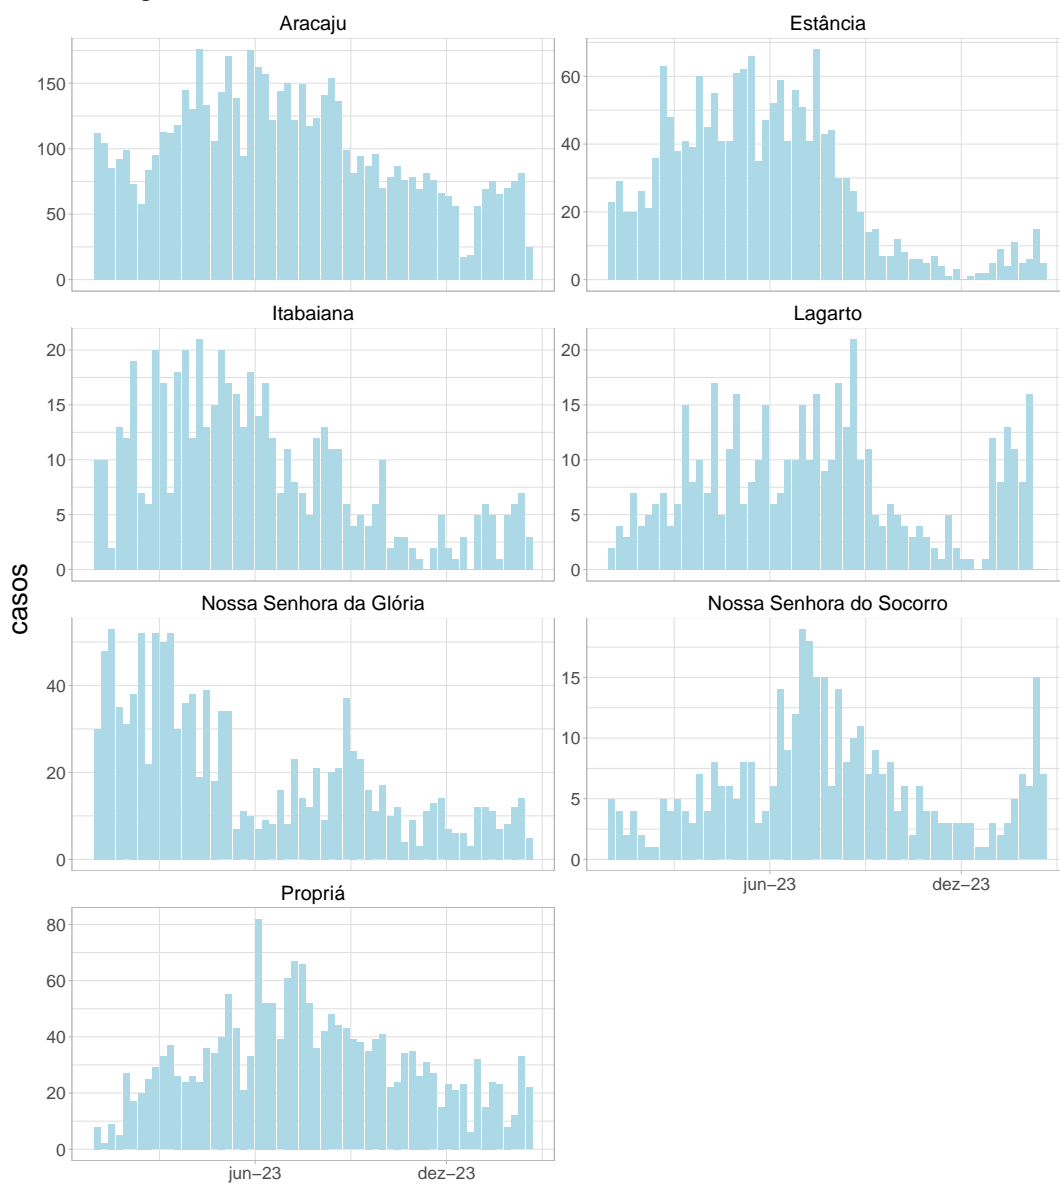 Aracaju
Estância
150
100
50
0
60
40
20
0
Itabaiana
Lagarto
20
15
10
5
0
20
15
10
5
0
casos
Nossa Senhora da Glória
Nossa Senhora do Socorro
40
20
0
15
10
5
0
jun−23
dez−23
Propriá
80
60
40
20
0
jun−23
dez−23